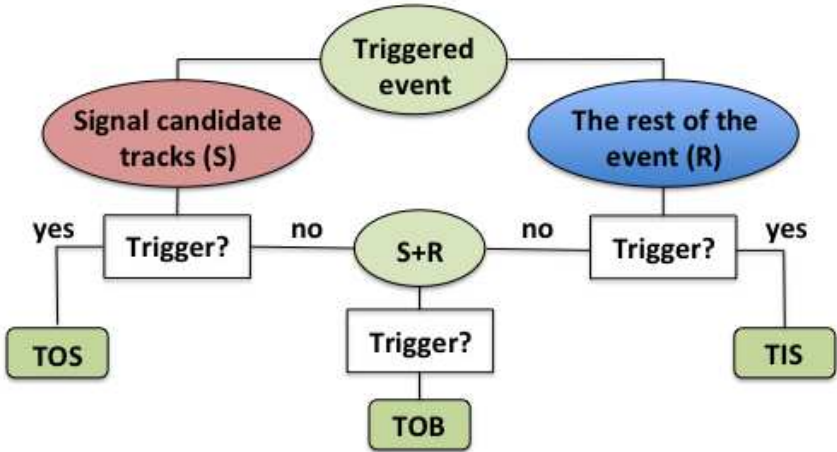 Triggered
event
Signal candidate
tracks (S)
The rest of the
event (R)
yes
Trigger?
no
S+R
no
Trigger?
yes
TOS
Trigger?
TIS
TOB